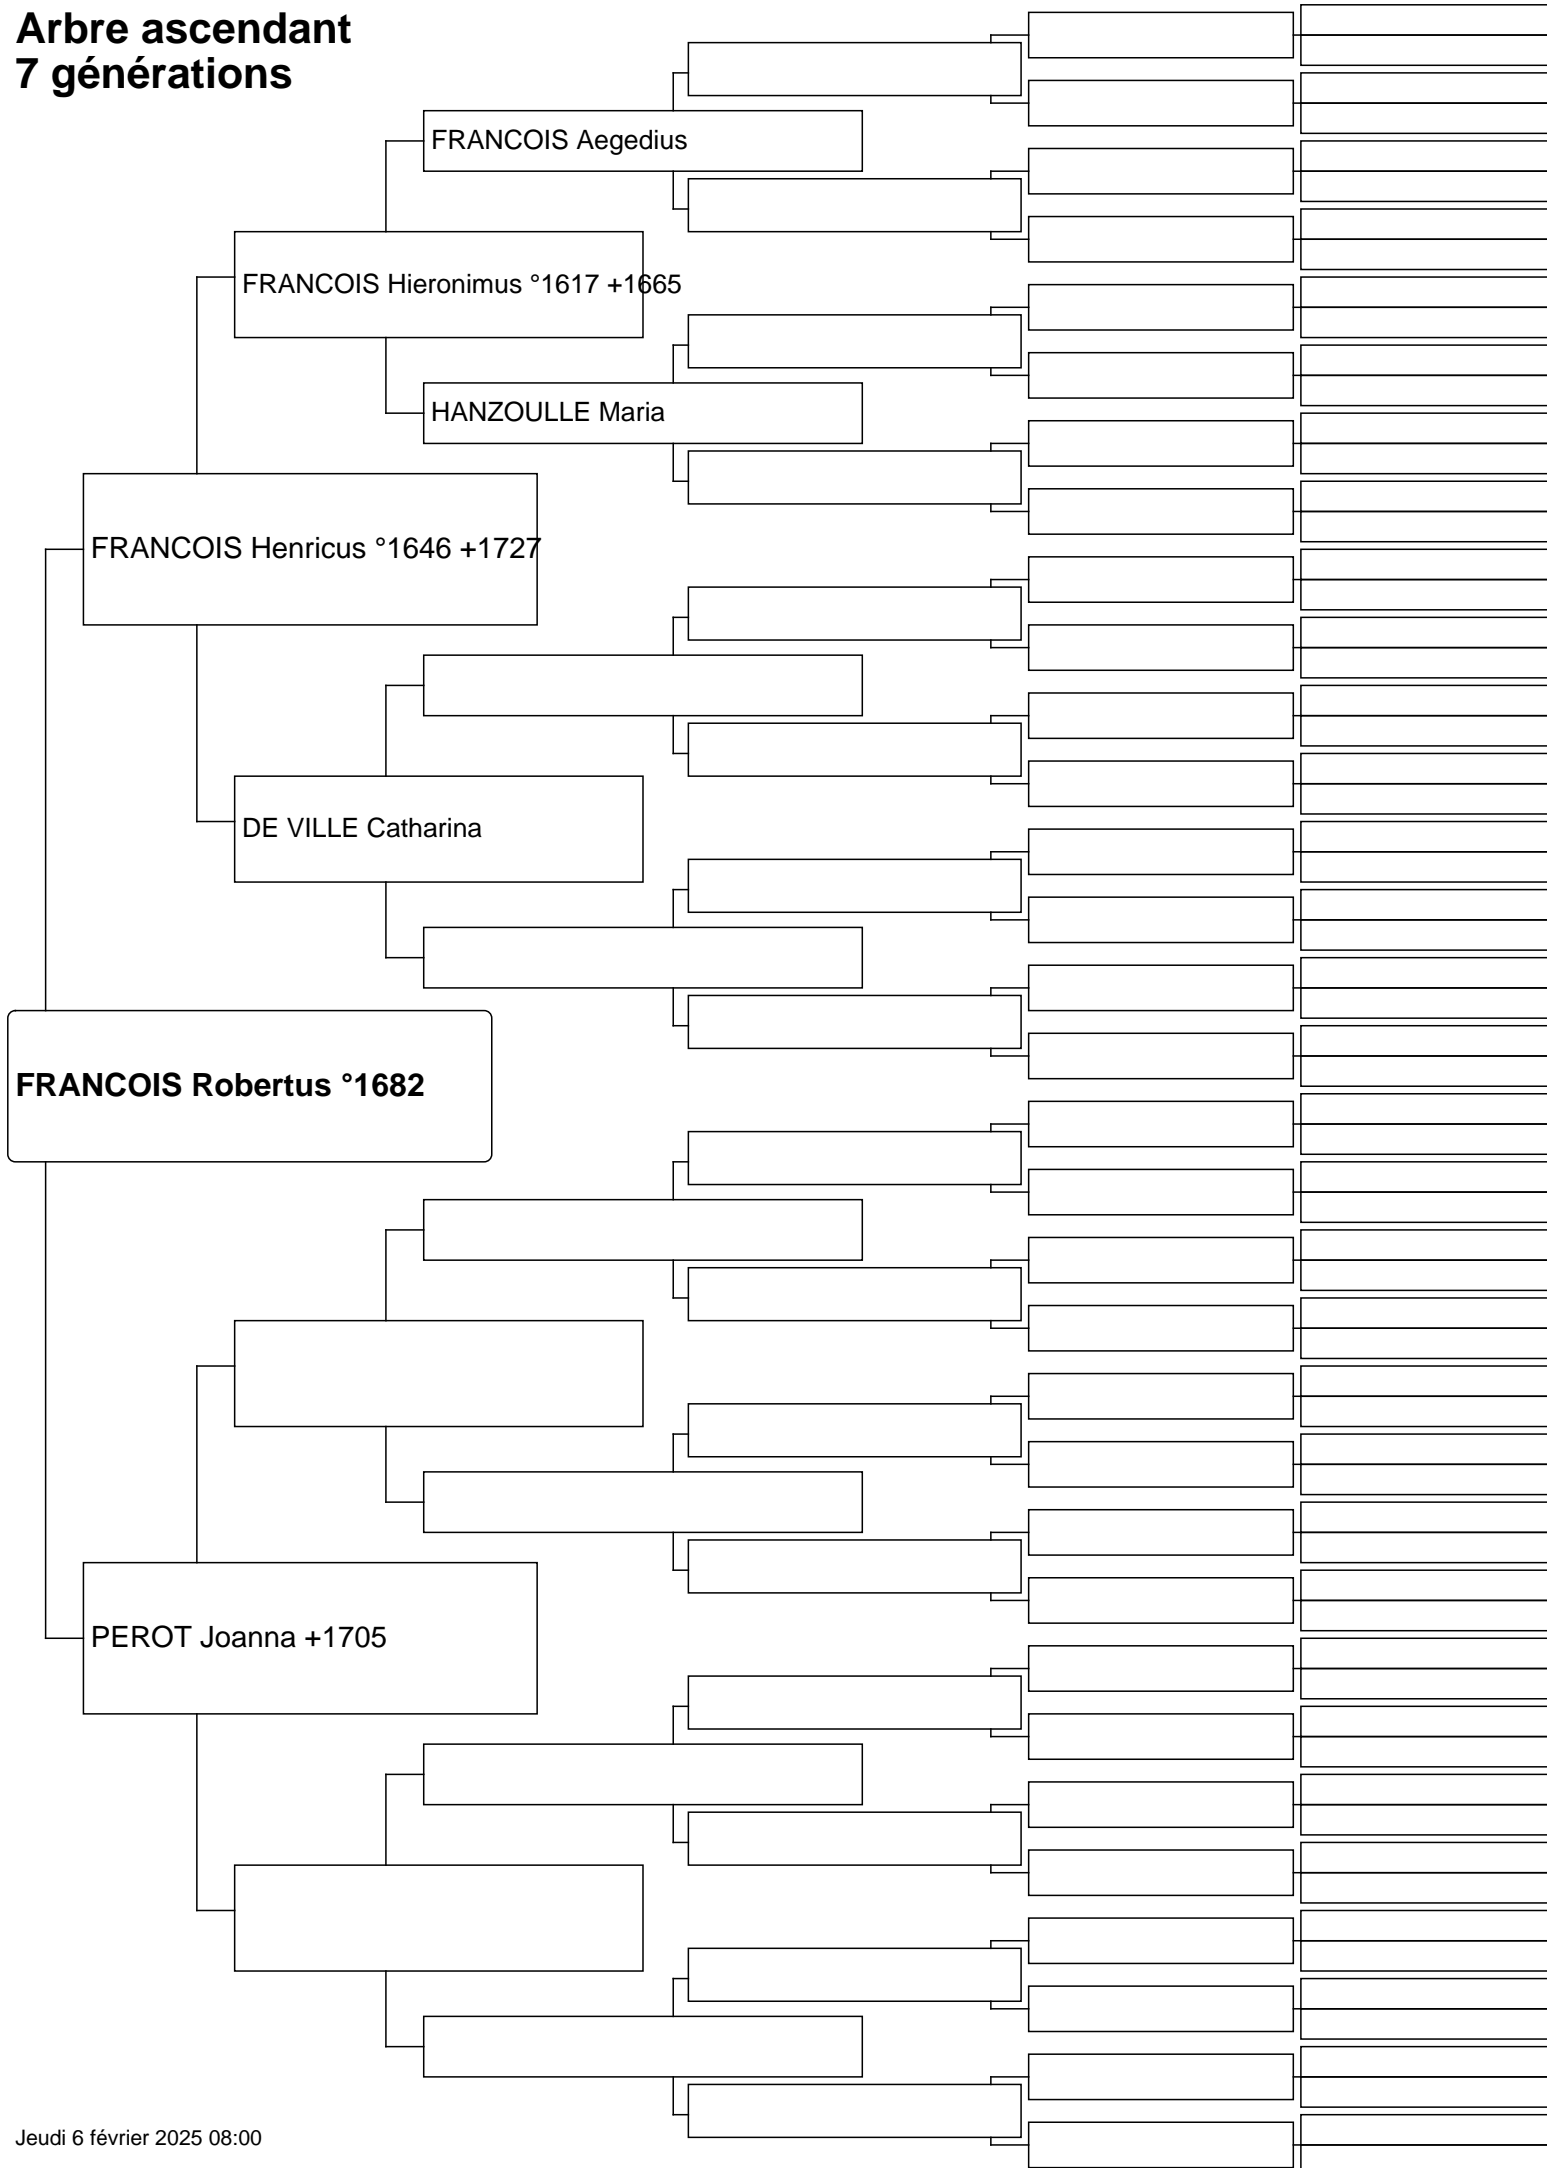 Arbre ascendant
7 générations
FRANCOIS Aegedius
FRANCOIS Hieronimus °1617 +1665
HANZOULLE Maria
FRANCOIS Henricus °1646 +1727
DE VILLE Catharina
FRANCOIS Robertus °1682
PEROT Joanna +1705
Jeudi 6 février 2025 08:00